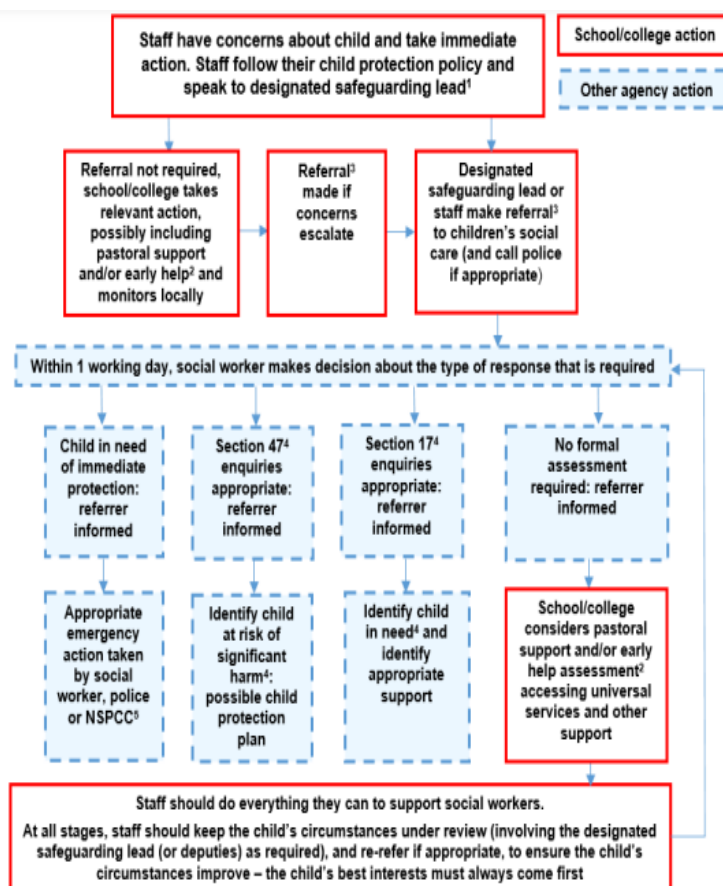 Staff have concerns about child and take immediate
action. Staff follow their child protection policy and
speak to designated safeguarding lead¹
School/college action
Other agency action
Referral not required,
school/college takes
relevant action,
possibly including
pastoral support
and/or early help² and
monitors locally
Referral³
made if
concerns
escalate
Designated
safeguarding lead or
staff make referral³
to children's social
care (and call police
if appropriate)
Within 1 working day, social worker makes decision about the type of response that is required
Child in need
of immediate
protection:
referrer
informed
Section 47⁴
enquiries
appropriate:
referrer
informed
Section 17⁴
enquiries
appropriate:
referrer
informed
No formal
assessment
required: referrer
informed
Appropriate
emergency
action taken
by social
worker, police
or NSPCC⁵
Identify child
at risk of
significant
harm⁴:
possible child
protection
plan
Identify child
in need⁴ and
identify
appropriate
support
School/college
considers pastoral
support and/or early
help assessment²
accessing universal
services and other
support
Staff should do everything they can to support social workers.
At all stages, staff should keep the child's circumstances under review (involving the designated
safeguarding lead (or deputies) as required), and re-refer if appropriate, to ensure the child's
circumstances improve – the child's best interests must always come first